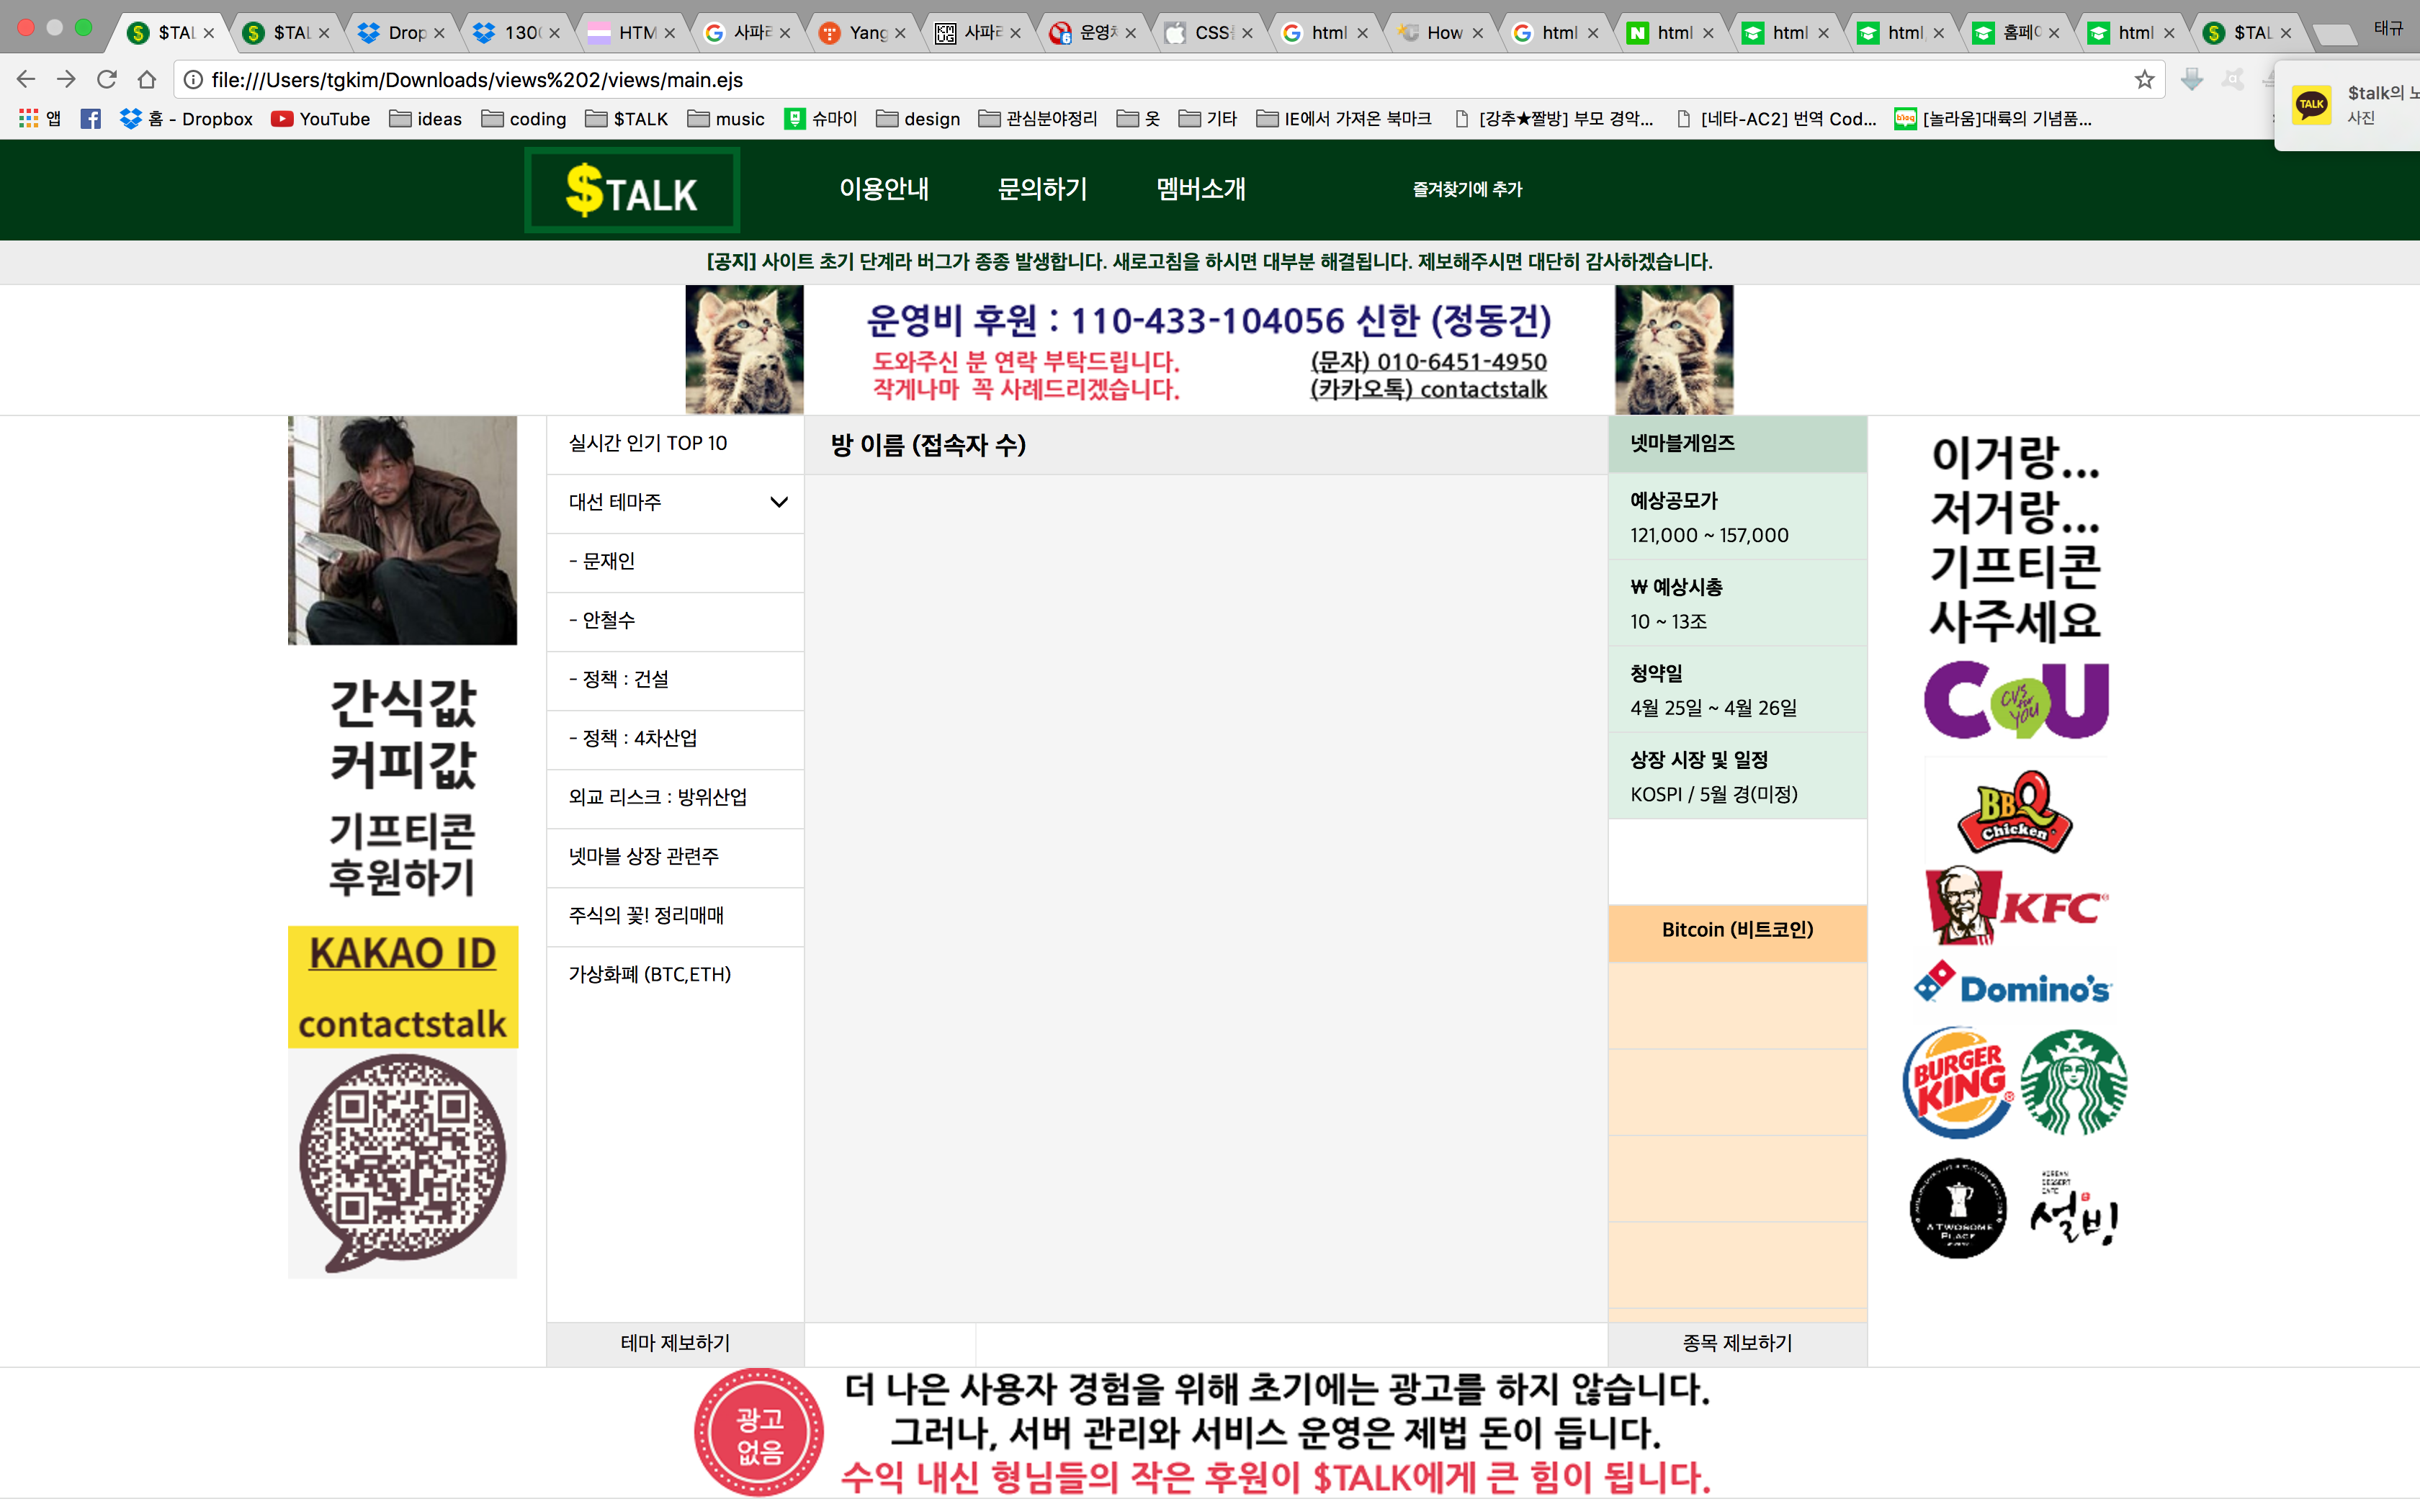 $TAL
$TAL
Drop
130
HTM
사파
Yang
사파
운영
CSS
html
How
html
html
html
html
홈페
html
$TAL
태규
file:///Users/tgkim/Downloads/views%202/views/main.ejs
앱
홈 - Dropbox
YouTube
ideas
coding
$TALK
music
슈마이
design
관심분야정리
옷
기타
IE에서 가져온 북마크
[강추★짤방] 부모 경악...
[네타-AC2] 번역 Cod...
[놀라움]대륙의 기념품...
TALK
$talk의
사진
$TALK
이용안내
문의하기
멤버소개
즐겨찾기에 추가
[공지] 사이트 초기 단계라 버그가 종종 발생합니다. 새로고침을 하시면 대부분 해결됩니다. 제보해주시면 대단히 감사하겠습니다.
운영비 후원 : 110-433-104056 신한 (정동건)
도와주신 분 연락 부탁드립니다.
작게나마 꼭 사례드리겠습니다.
(문자) 010-6451-4950
(카카오톡) contactstalk
간식값
커피값
기프티콘
후원하기
KAKAO ID
contactstalk
실시간 인기 TOP 10
대선 테마주
- 문재인
- 안철수
- 정책 : 건설
- 정책 : 4차산업
외교 리스크 : 방위산업
넷마블 상장 관련주
주식의 꽃! 정리매매
가상화폐 (BTC,ETH)
테마 제보하기
방 이름 (접속자 수)
넷마블게임즈
예상공모가
121,000 ~ 157,000
₩ 예상시총
10 ~ 13조
청약일
4월 25일 ~ 4월 26일
상장 시장 및 일정
KOSPI / 5월 경(미정)
Bitcoin (비트코인)
종목 제보하기
이거랑...
저거랑...
기프티콘
사주세요
CU
CVS for YOU
BBQ
Chicken
KFC
Domino's
BURGER KING
A TWOSOME
PLACE
KOREAN
DESSERT
CAFE
설빙
광고
없음
더 나은 사용자 경험을 위해 초기에는 광고를 하지 않습니다.
그러나, 서버 관리와 서비스 운영은 제법 돈이 듭니다.
수익 내신 형님들의 작은 후원이 $TALK에게 큰 힘이 됩니다.